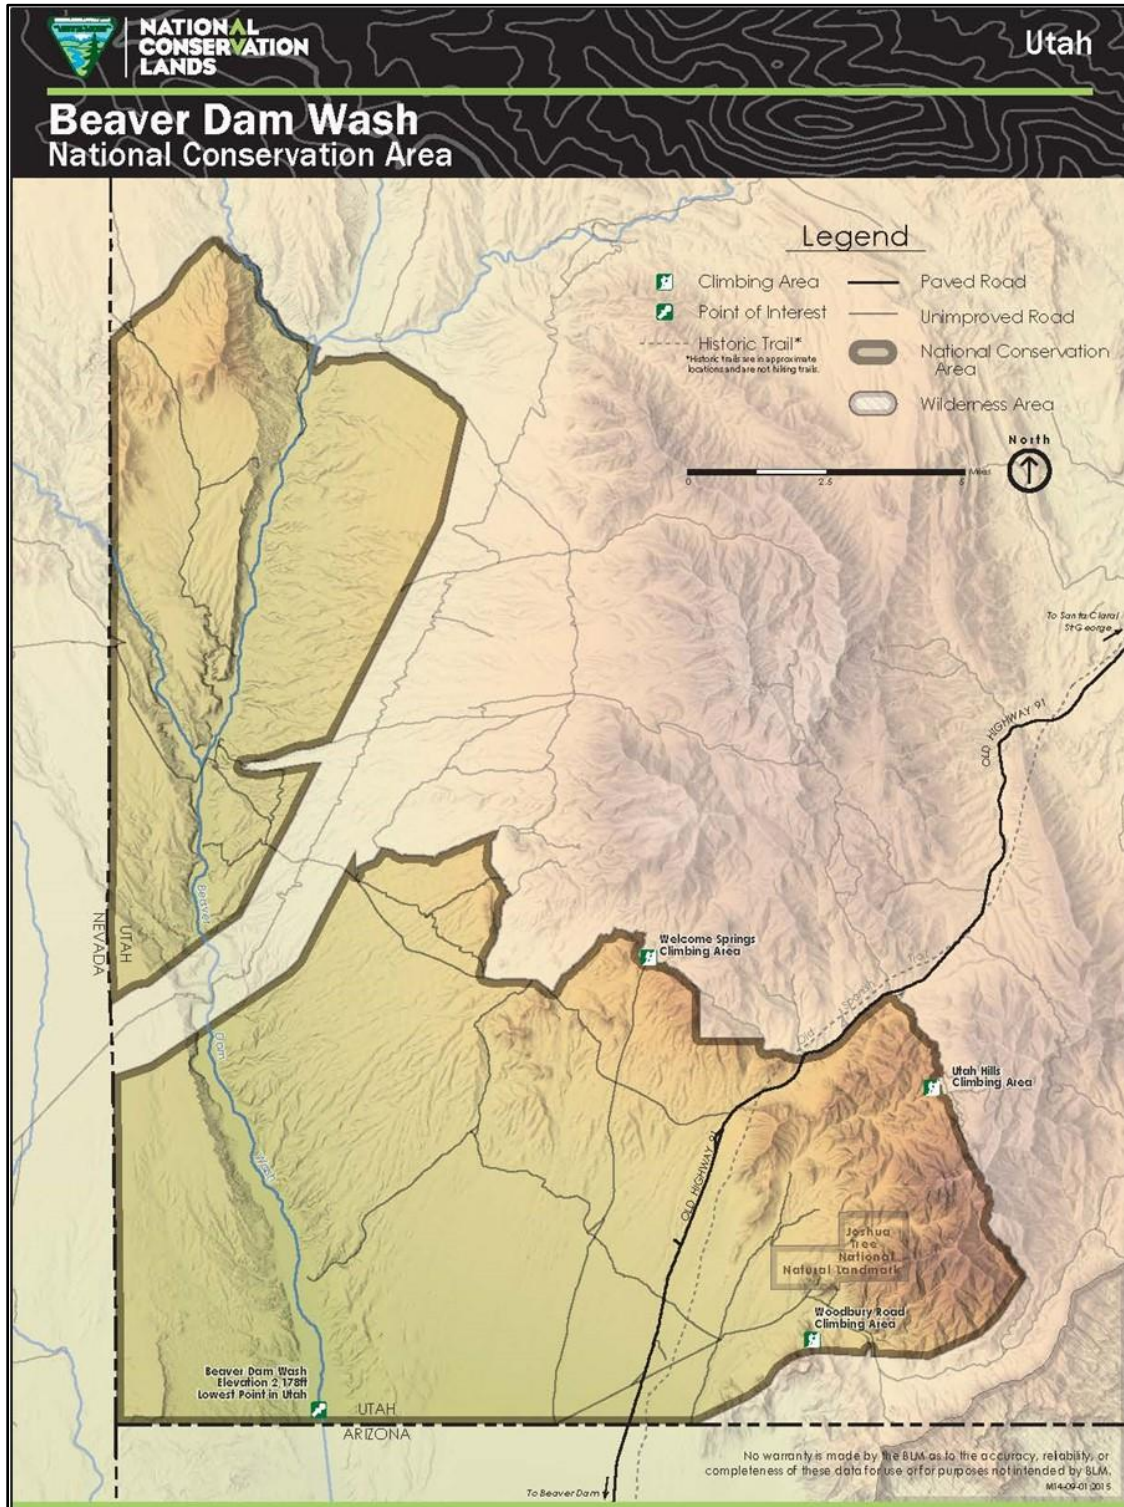 NATIONAL
CONSERVATION
LANDS
Utah
Beaver Dam Wash
National Conservation Area
Legend
Climbing Area
Point of Interest
Historic Trail*
*Historic trails are in approximate
locations and are not hiking trails.
Paved Road
Unimproved Road
National Conservation
Area
Wilderness Area
North
0
2.5
5
Miles
To Santa Clara/
St George
OLD HIGHWAY 91
Beaver
NEVADA
UTAH
Welcome Springs
Climbing Area
Old Spanish Trail
Dam
Utah Hills
Climbing Area
Wash
OLD HIGHWAY 91
Joshua
Tree
National
Natural Landmark
Woodbury Road
Climbing Area
Beaver Dam Wash
Elevation 2,178ft
Lowest Point in Utah
UTAH
ARIZONA
No warranty is made by the BLM as to the accuracy, reliability, or
completeness of these data for use or for purposes not intended by BLM.
M14-09-01:2015
To Beaver Dam